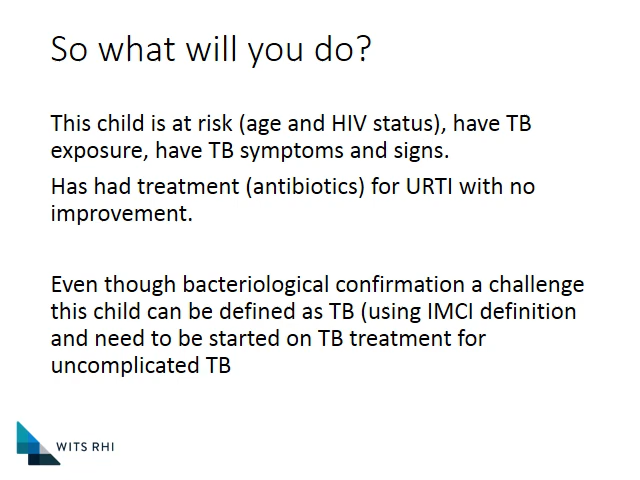 So what will you do?
This child is at risk (age and HIV status), have TB
exposure, have TB symptoms and signs.
Has had treatment (antibiotics) for URTI with no
improvement.
Even though bacteriological confirmation a challenge
this child can be defined as TB (using IMCI definition
and need to be started on TB treatment for
uncomplicated TB
WITS RHI